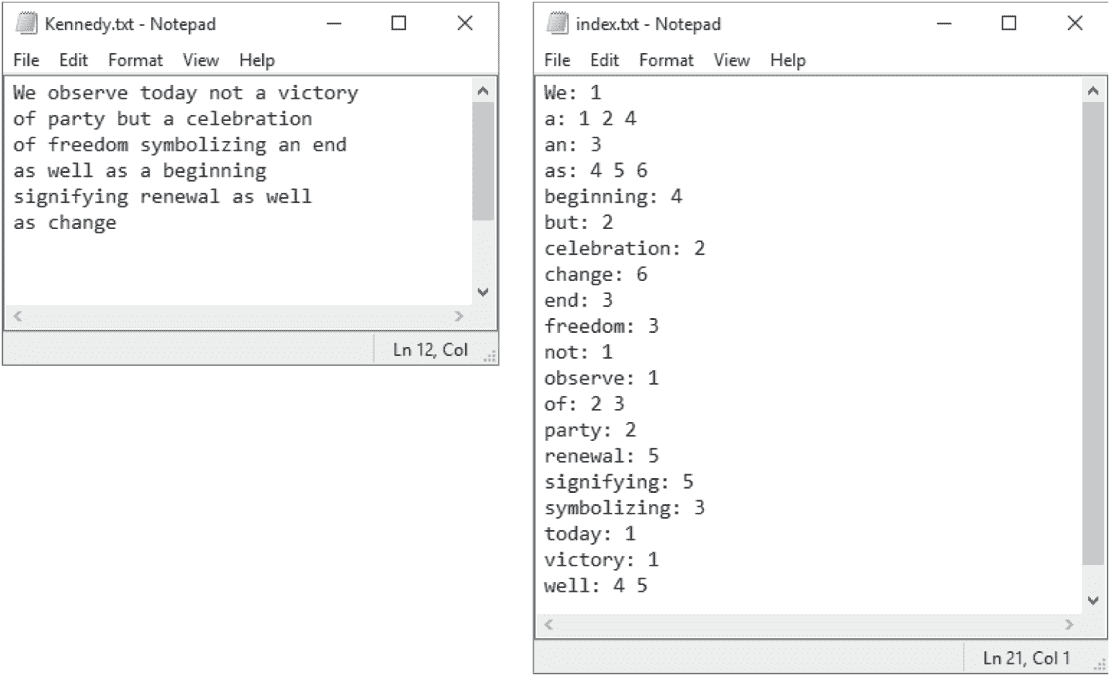 Kennedy.txt - Notepad
File Edit Format View Help
We observe today not a victory
of party but a celebration
of freedom symbolizing an end
as well as a beginning
signifying renewal as well
as change
Ln 12, Col
index.txt - Notepad
File Edit Format View Help
We: 1
a: 1 2 4
an: 3
as: 4 5 6
beginning: 4
but: 2
celebration: 2
change: 6
end: 3
freedom: 3
not: 1
observe: 1
of: 2 3
party: 2
renewal: 5
signifying: 5
symbolizing: 3
today: 1
victory: 1
well: 4 5
Ln 21, Col 1